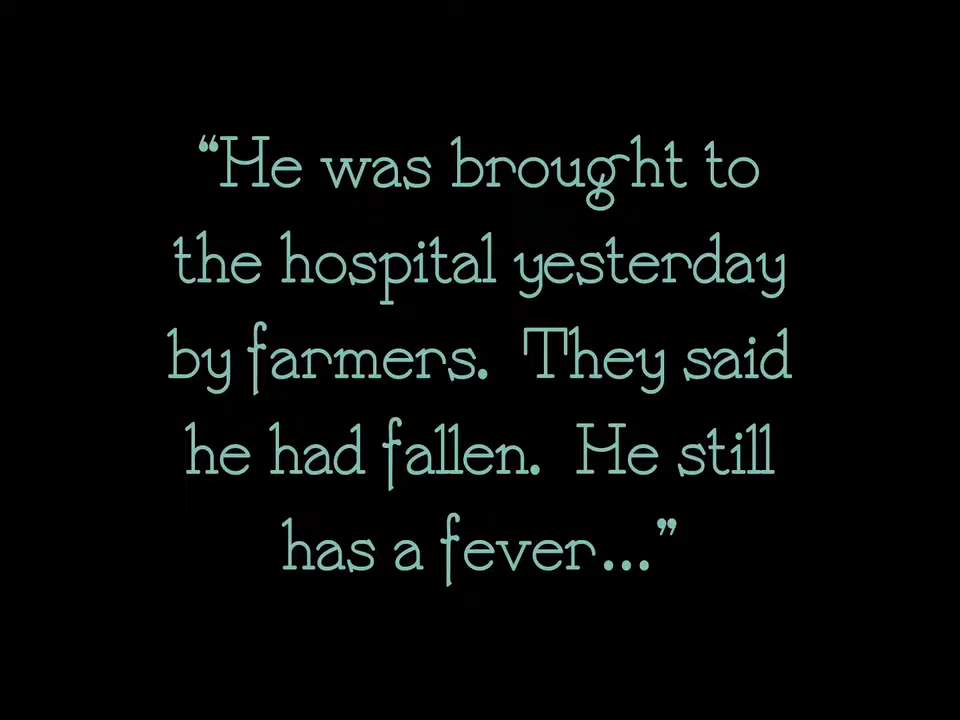 “He was brought to
the hospital yesterday
by farmers.  They said
he had fallen.  He still
has a fever...”